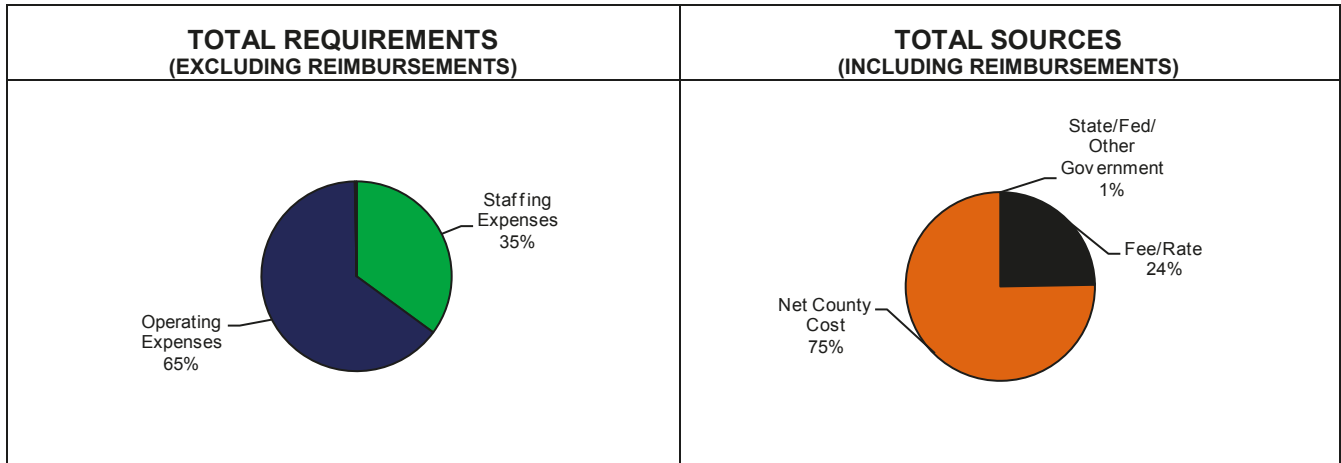 TOTAL REQUIREMENTS
(EXCLUDING REIMBURSEMENTS)
Staffing
Expenses
35%
Operating
Expenses
65%
TOTAL SOURCES
(INCLUDING REIMBURSEMENTS)
State/Fed/
Other
Government
1%
Fee/Rate
24%
Net County
Cost
75%